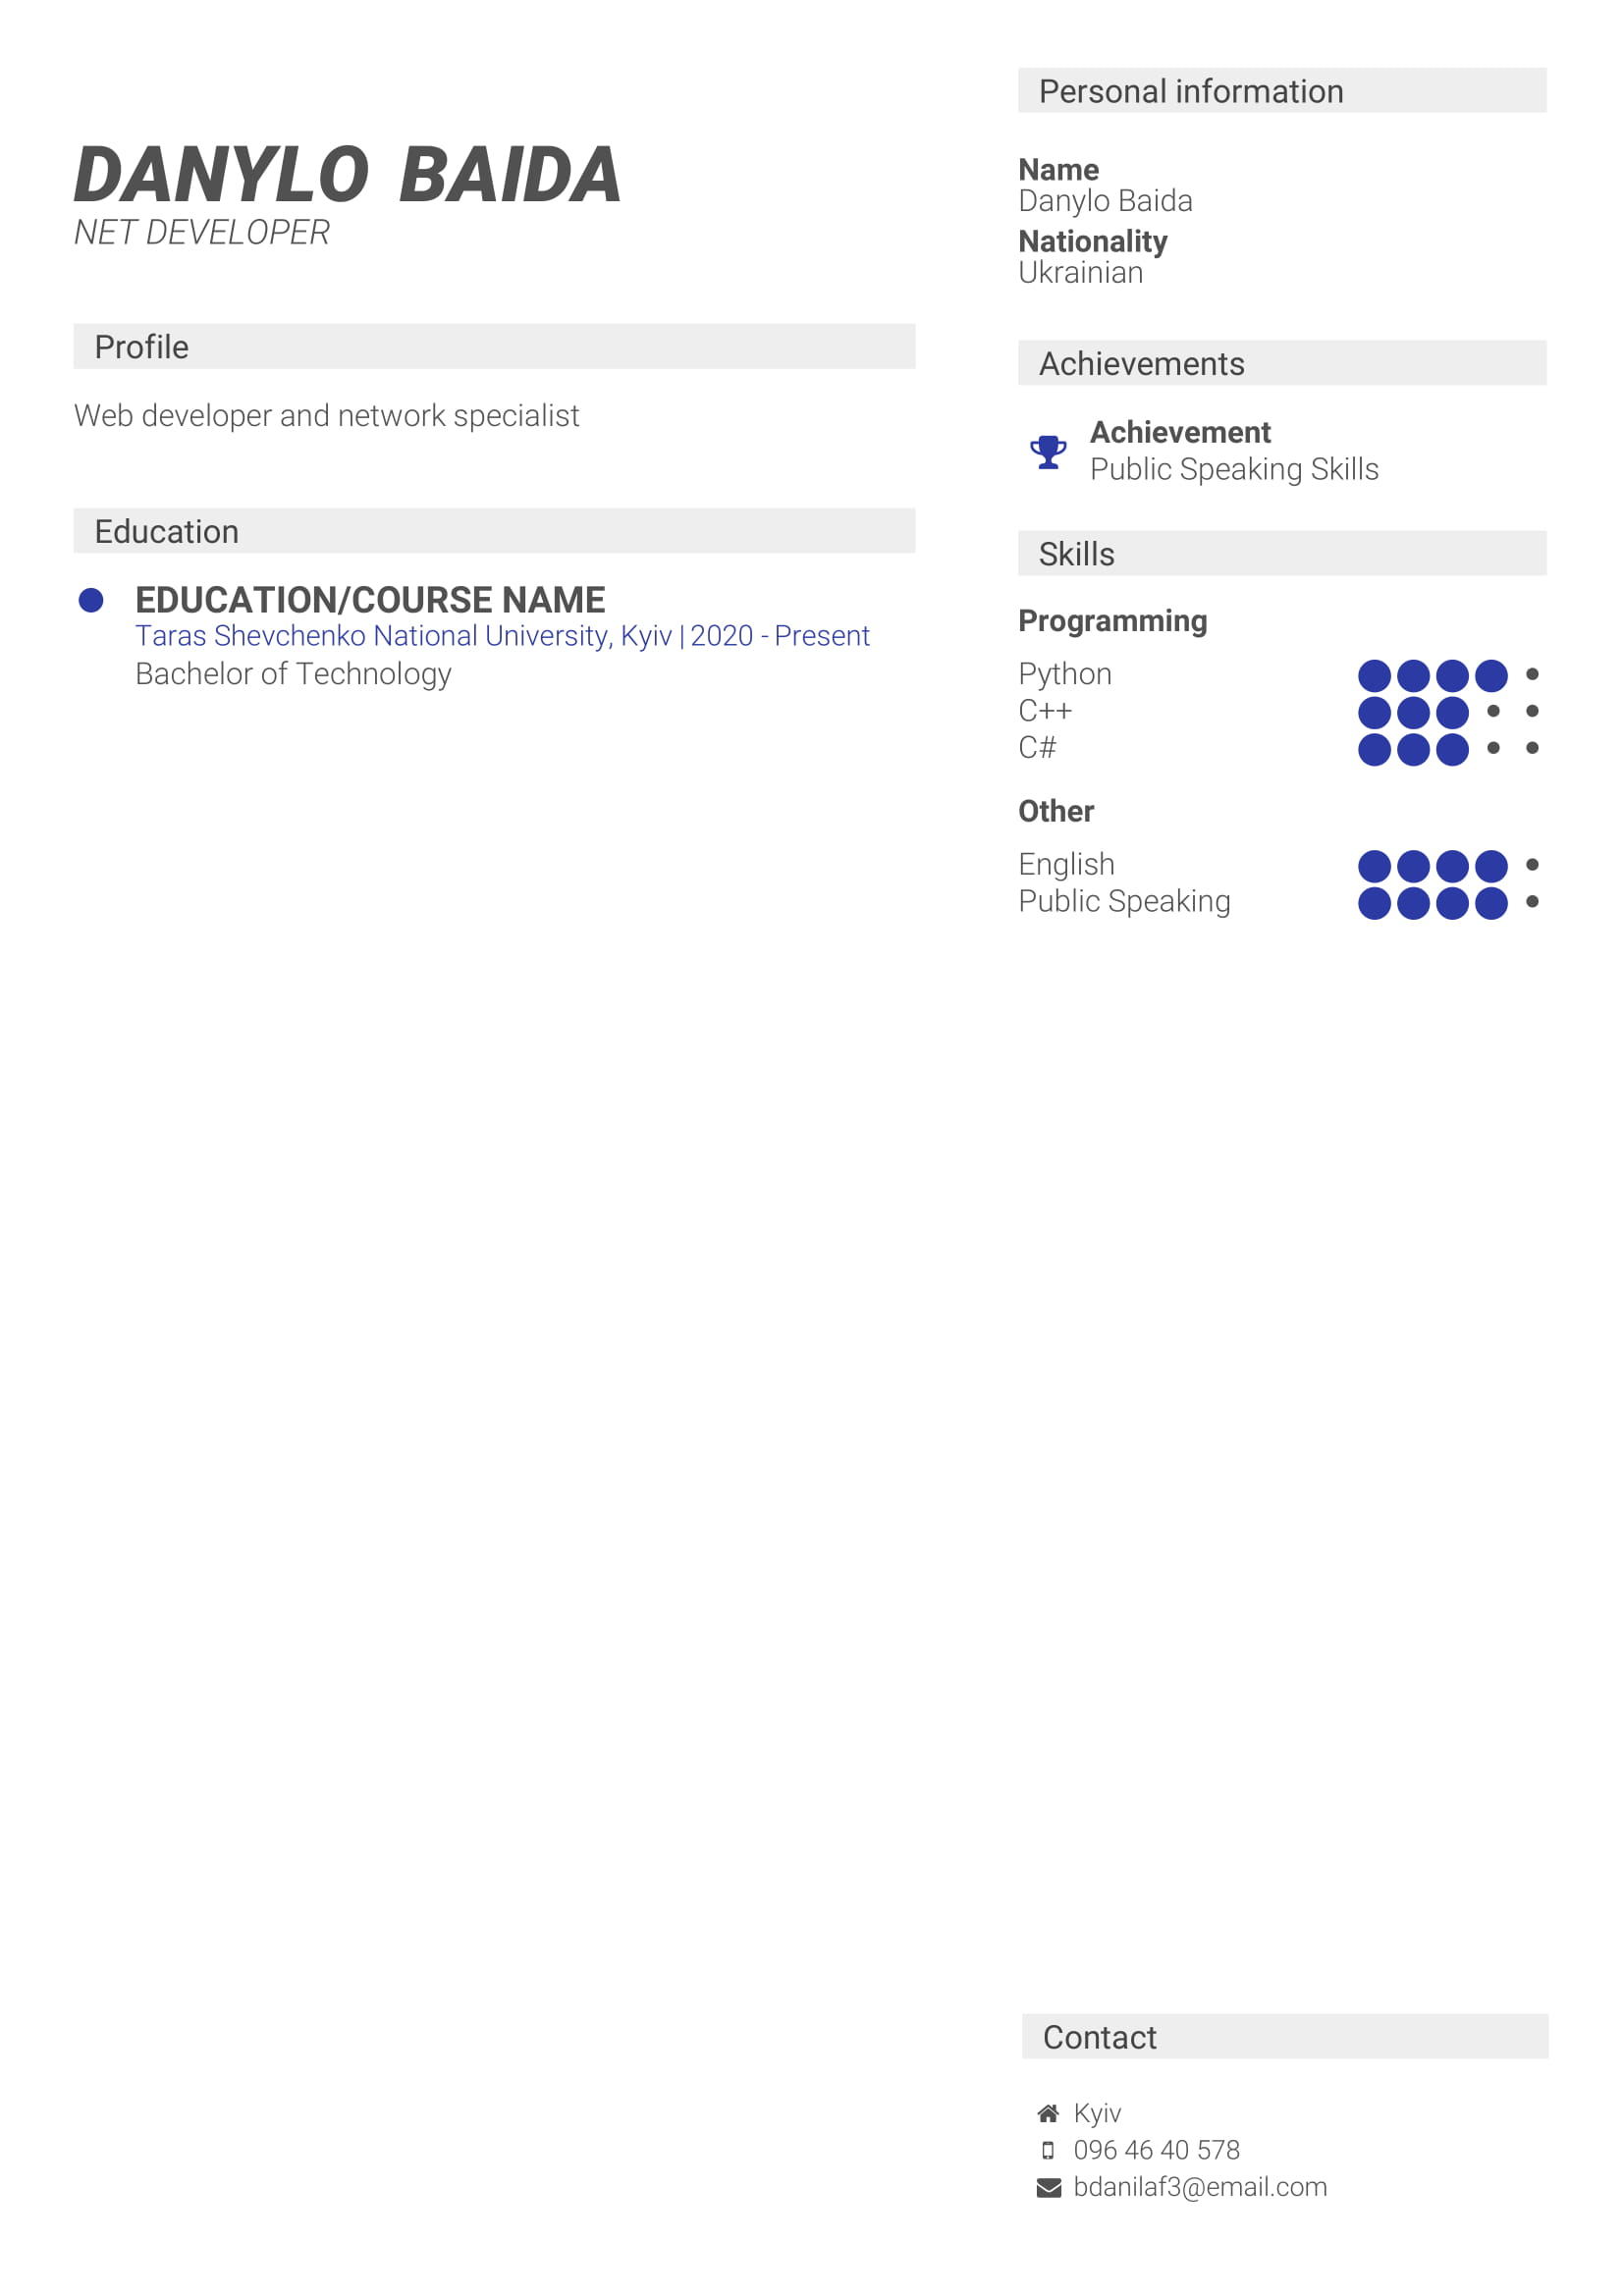 DANYLO BAIDA
NET DEVELOPER
Profile
Web developer and network specialist
Education
EDUCATION/COURSE NAME
Taras Shevchenko National University, Kyiv | 2020 - Present
Bachelor of Technology
Personal information
Name
Danylo Baida
Nationality
Ukrainian
Achievements
Achievement
Public Speaking Skills
Skills
Programming
Python
C++
C#
Other
English
Public Speaking
Contact
Kyiv
096 46 40 578
bdanilaf3@email.com